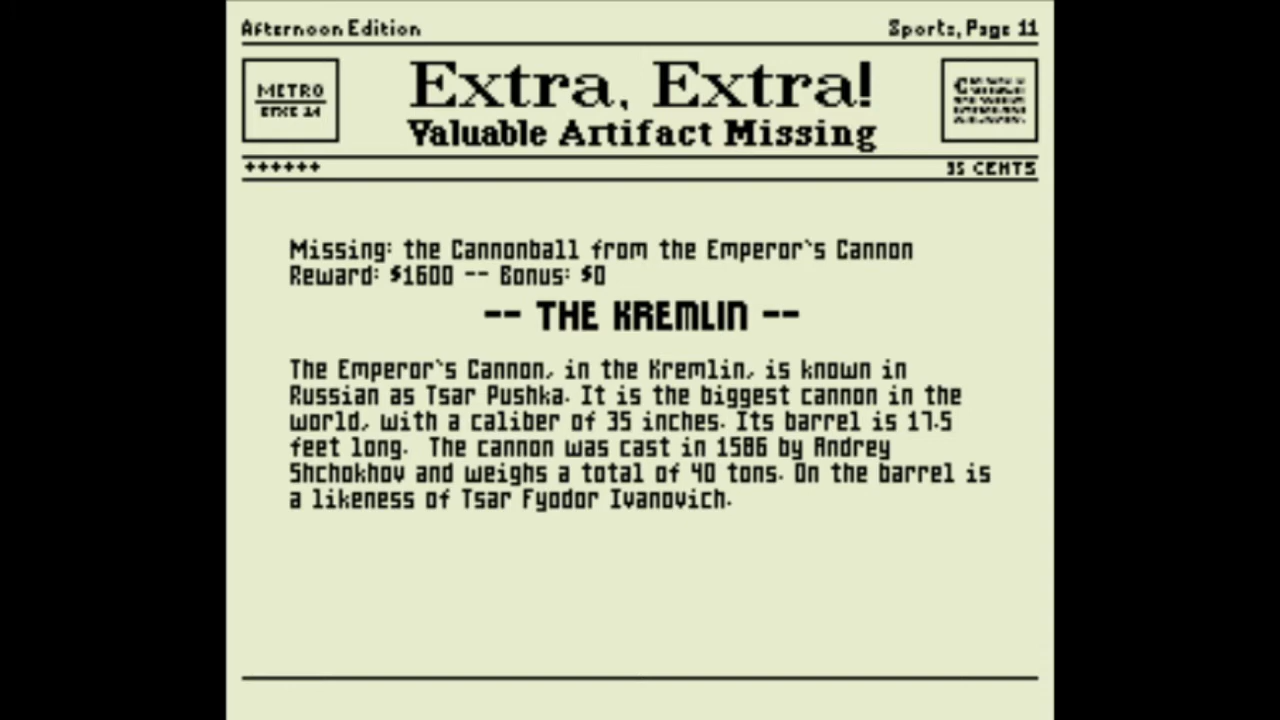 Afternoon Edition
Sports, Page 11
METRO
Extra, Extra!
Valuable Artifact Missing
++++++
35 CENTS
Missing: the Cannonball from the Emperor's Cannon
Reward: $1600 -- Bonus: $0
-- THE KREMLIN --
The Emperor's Cannon, in the Kremlin, is known in
Russian as Tsar Pushka. It is the biggest cannon in the
world, with a caliber of 35 inches. Its barrel is 17.5
feet long. The cannon was cast in 1586 by Andrey
Shchokhov and weighs a total of 40 tons. On the barrel is
a likeness of Tsar Fyodor Ivanovich.